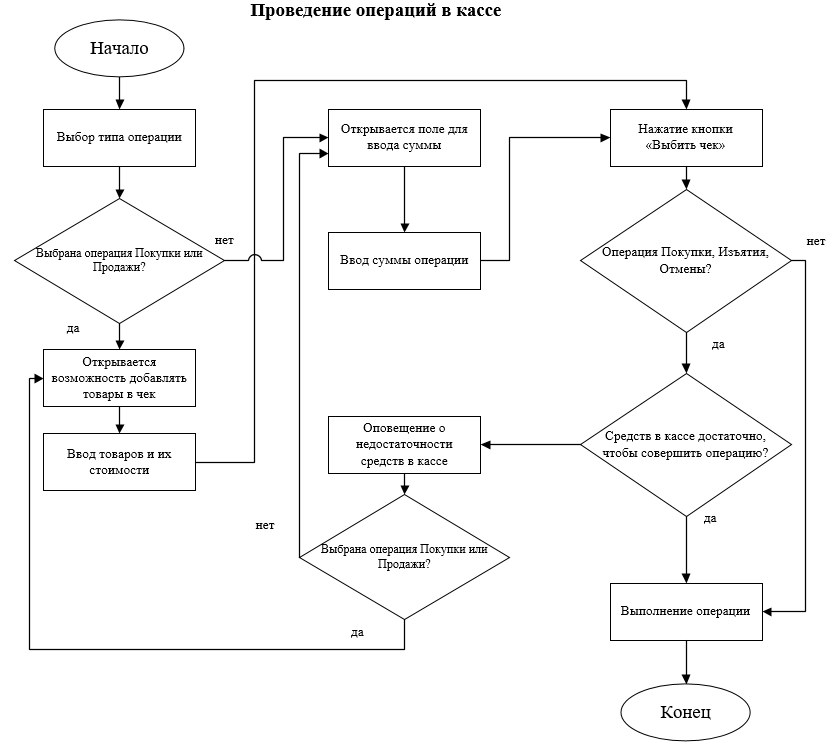 Проведение операций в кассе
Начало
Выбор типа операции
Выбрана операция Покупки или
Продажи?
нет
да
Открывается
возможность добавлять
товары в чек
Ввод товаров и их
стоимости
Открывается поле для
ввода суммы
Ввод суммы операции
Нажатие кнопки
«Выбить чек»
Операция Покупки, Изъятия,
Отмены?
нет
да
Средств в кассе достаточно,
чтобы совершить операцию?
да
Оповещение о
недостаточности
средств в кассе
Выбрана операция Покупки или
Продажи?
нет
да
Выполнение операции
Конец